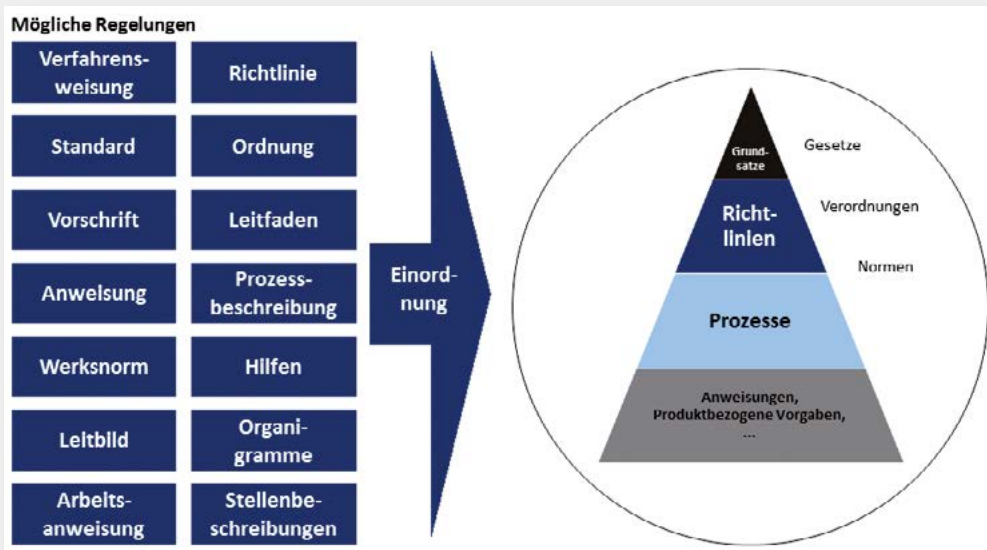 Mögliche Regelungen
Verfahrens-
weisung
Richtlinie
Standard
Ordnung
Vorschrift
Leitfaden
Anweisung
Prozess-
beschreibung
Werksnorm
Hilfen
Leitbild
Organi-
gramme
Arbeits-
anweisung
Stellenbe-
schreibungen
Einord-
nung
Grund-
sätze
Gesetze
Richt-
linien
Verordnungen
Normen
Prozesse
Anweisungen,
Produktbezogene Vorgaben,
...